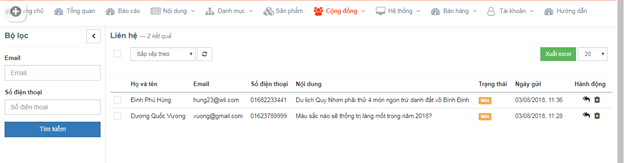 ng chủ Tổng quan Báo cáo Nội dung Danh mục Sản phẩm Cộng đồng Hệ thống Bán hàng Tài khoản Hướng dẫn
Bộ lọc
Liên hệ — 2 kết quả
Email
Sắp xếp theo
Xuất excel
20
Email
Số điện thoại
Số điện thoại
Tìm kiếm
Họ và tên Email Số điện thoại Nội dung Trạng thái Ngày gửi Hành động
Đinh Phú Hùng hung23@wli.com 01682233441 Du lịch Quy Nhơn phải thử 4 món ngon trứ danh đất võ Bình Định Mới 03/08/2018, 11:36
Dương Quốc Vương vuong@gmail.com 01623789999 Màu sắc nào sẽ thống trị làng mốt trong năm 2018? Mới 03/08/2018, 11:28